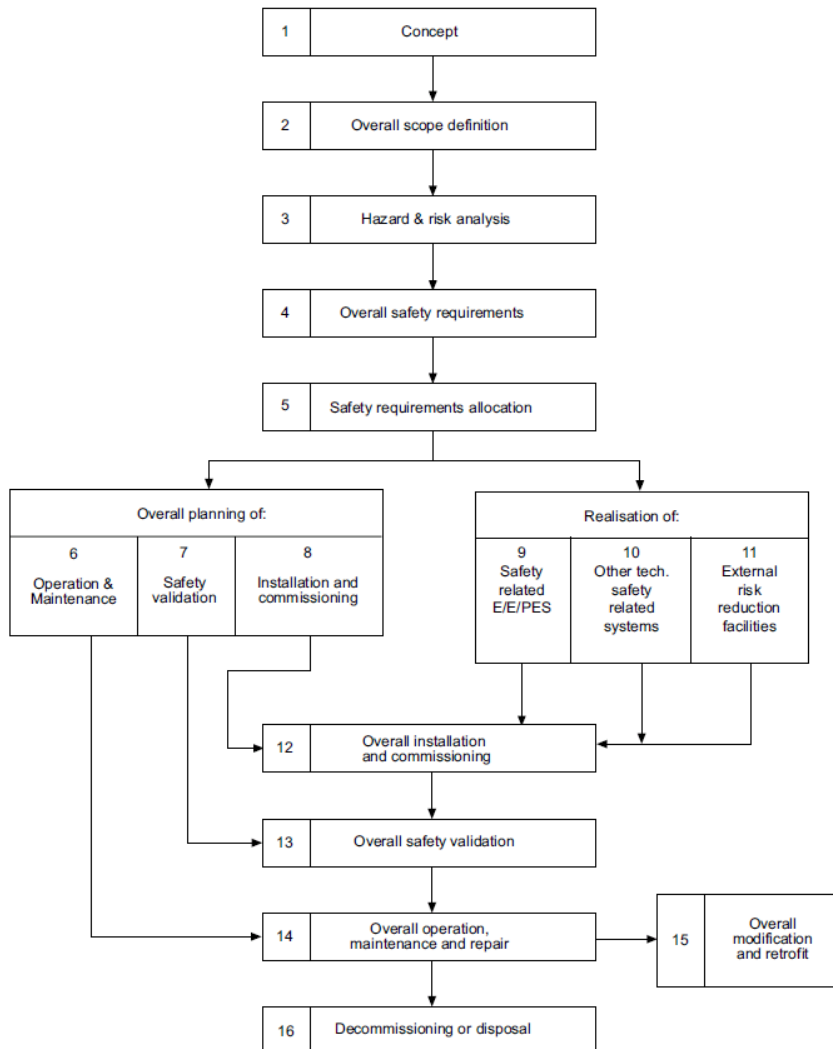 1
Concept
2
Overall scope definition
3
Hazard & risk analysis
4
Overall safety requirements
5
Safety requirements allocation
Overall planning of:
6
Operation &
Maintenance
7
Safety
validation
8
Installation and
commissioning
Realisation of:
9
Safety
related
E/E/PES
10
Other tech.
safety
related
systems
11
External
risk
reduction
facilities
12
Overall installation
and commissioning
13
Overall safety validation
14
Overall operation,
maintenance and repair
15
Overall
modification
and retrofit
16
Decommissioning or disposal